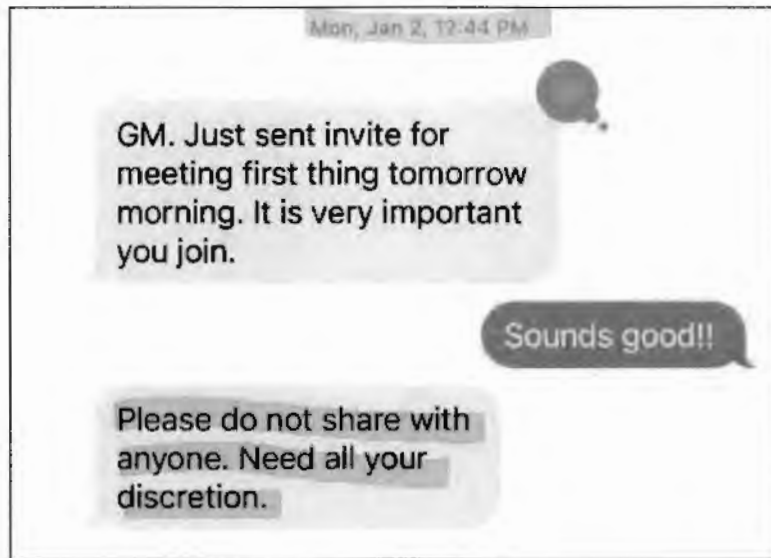 Mon, Jan 2, 12:44 PM
GM. Just sent invite for
meeting first thing tomorrow
morning. It is very important
you join.
Sounds good!!
Please do not share with
anyone. Need all your
discretion.